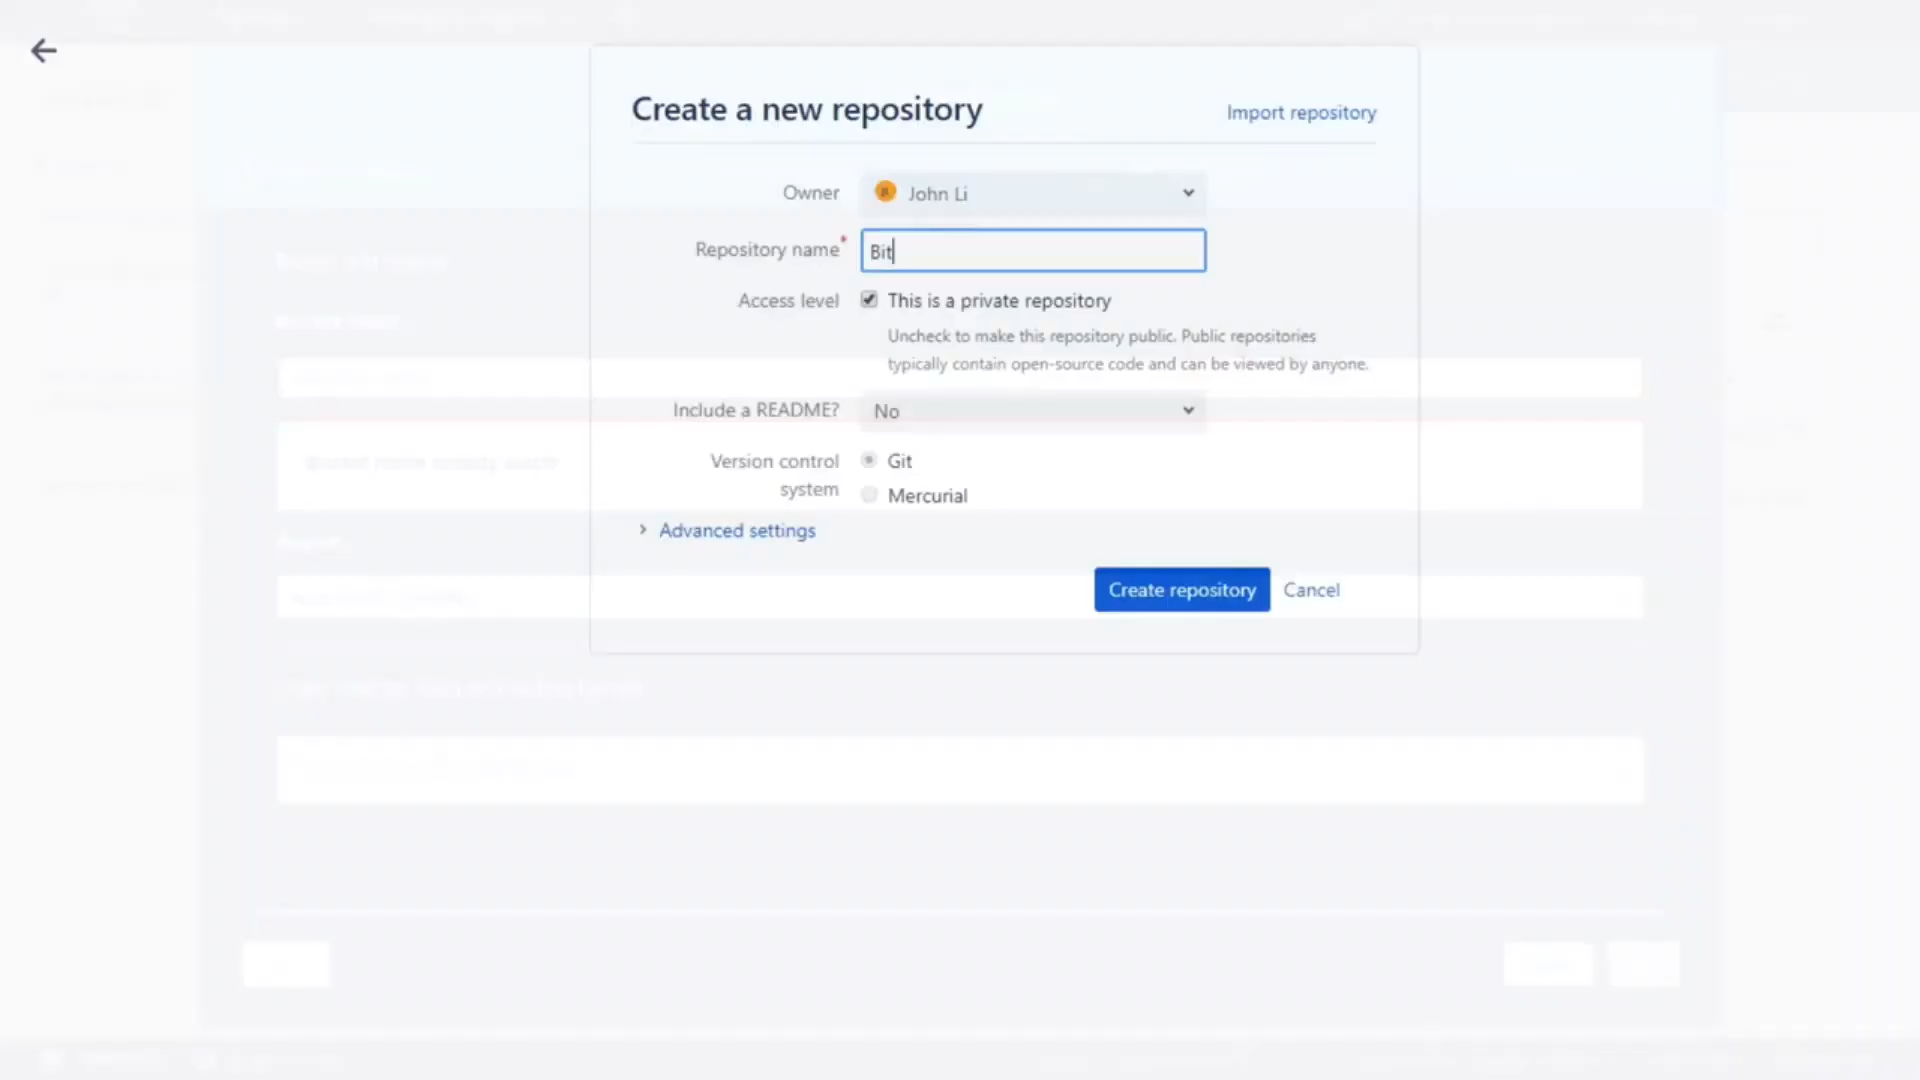 Create a new repository
Import repository
Owner
John Li
Repository name*
Bit
Access level
This is a private repository
Uncheck to make this repository public. Public repositories
typically contain open-source code and can be viewed by anyone.
Include a README?
No
Version control
system
Git
Mercurial
Advanced settings
Create repository
Cancel